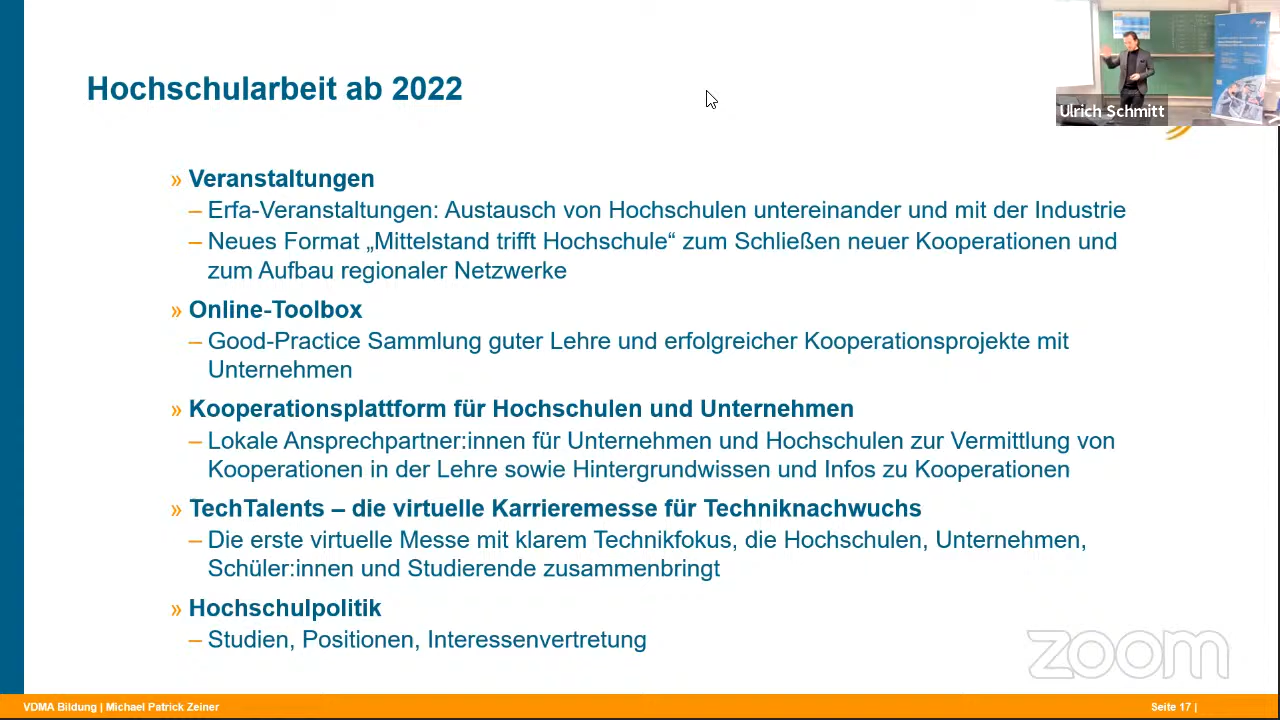 Hochschularbeit ab 2022
Ulrich Schmitt
» Veranstaltungen
– Erfa-Veranstaltungen: Austausch von Hochschulen untereinander und mit der Industrie
– Neues Format „Mittelstand trifft Hochschule“ zum Schließen neuer Kooperationen und
zum Aufbau regionaler Netzwerke
» Online-Toolbox
– Good-Practice Sammlung guter Lehre und erfolgreicher Kooperationsprojekte mit
Unternehmen
» Kooperationsplattform für Hochschulen und Unternehmen
– Lokale Ansprechpartner:innen für Unternehmen und Hochschulen zur Vermittlung von
Kooperationen in der Lehre sowie Hintergrundwissen und Infos zu Kooperationen
» TechTalents – die virtuelle Karrieremesse für Techniknachwuchs
– Die erste virtuelle Messe mit klarem Technikfokus, die Hochschulen, Unternehmen,
Schüler:innen und Studierende zusammenbringt
» Hochschulpolitik
– Studien, Positionen, Interessenvertretung
zoom
VDMA Bildung | Michael Patrick Zeiner
Seite 17 |